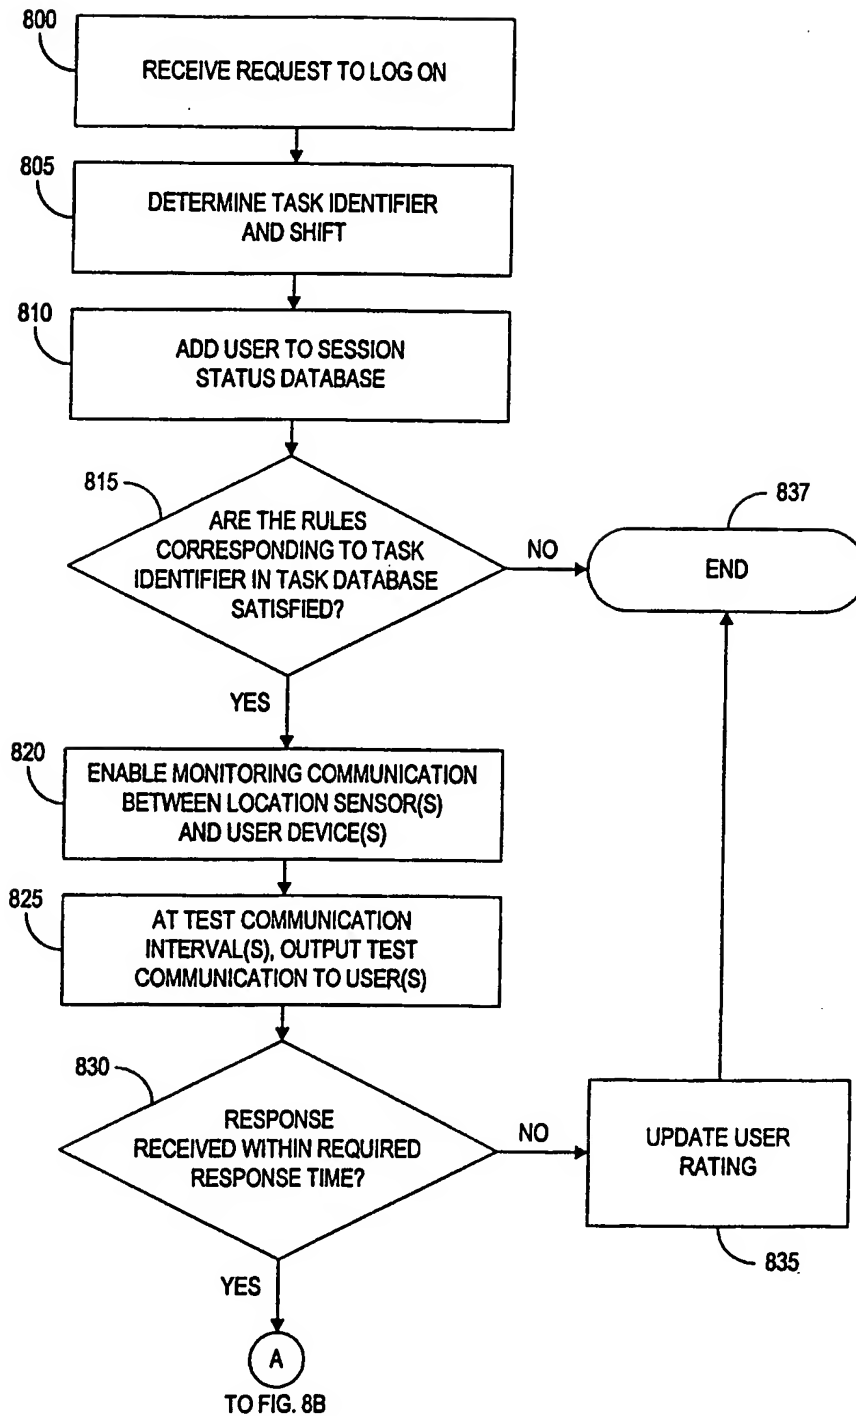 800
RECEIVE REQUEST TO LOG ON
805
DETERMINE TASK IDENTIFIER
AND SHIFT
810
ADD USER TO SESSION
STATUS DATABASE
815
ARE THE RULES
CORRESPONDING TO TASK
IDENTIFIER IN TASK DATABASE
SATISFIED?
NO
837
END
YES
820
ENABLE MONITORING COMMUNICATION
BETWEEN LOCATION SENSOR(S)
AND USER DEVICE(S)
825
AT TEST COMMUNICATION
INTERVAL(S), OUTPUT TEST
COMMUNICATION TO USER(S)
830
RESPONSE
RECEIVED WITHIN REQUIRED
RESPONSE TIME?
NO
UPDATE USER
RATING
835
YES
A
TO FIG. 8B